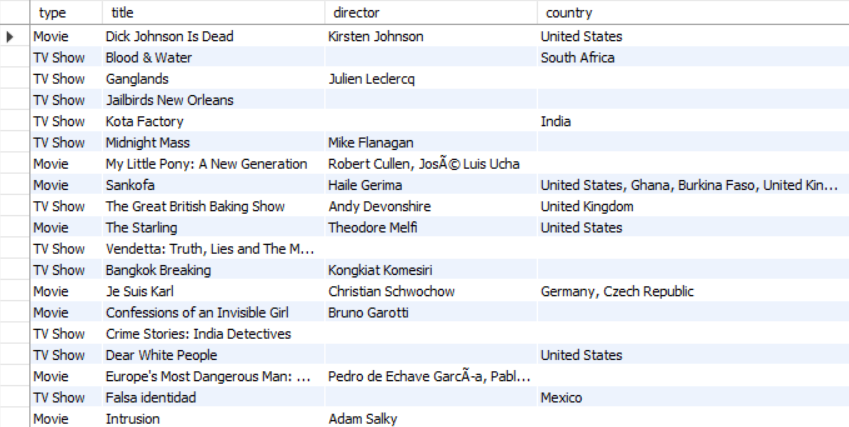 type title director country
Movie Dick Johnson Is Dead Kirsten Johnson United States
TV Show Blood & Water South Africa
TV Show Ganglands Julien Leclercq
TV Show Jailbirds New Orleans
TV Show Kota Factory India
TV Show Midnight Mass Mike Flanagan
Movie My Little Pony: A New Generation Robert Cullen, JosÃ© Luis Ucha
Movie Sankofa Haile Gerima United States, Ghana, Burkina Faso, United Kin...
TV Show The Great British Baking Show Andy Devonshire United Kingdom
Movie The Starling Theodore Melfi United States
TV Show Vendetta: Truth, Lies and The M...
TV Show Bangkok Breaking Kongkiat Komesiri
Movie Je Suis Karl Christian Schwochow Germany, Czech Republic
Movie Confessions of an Invisible Girl Bruno Garotti
TV Show Crime Stories: India Detectives
TV Show Dear White People United States
Movie Europe's Most Dangerous Man: ... Pedro de Echave GarcÃ-a, Pabl...
TV Show Falsa identidad Mexico
Movie Intrusion Adam Salky